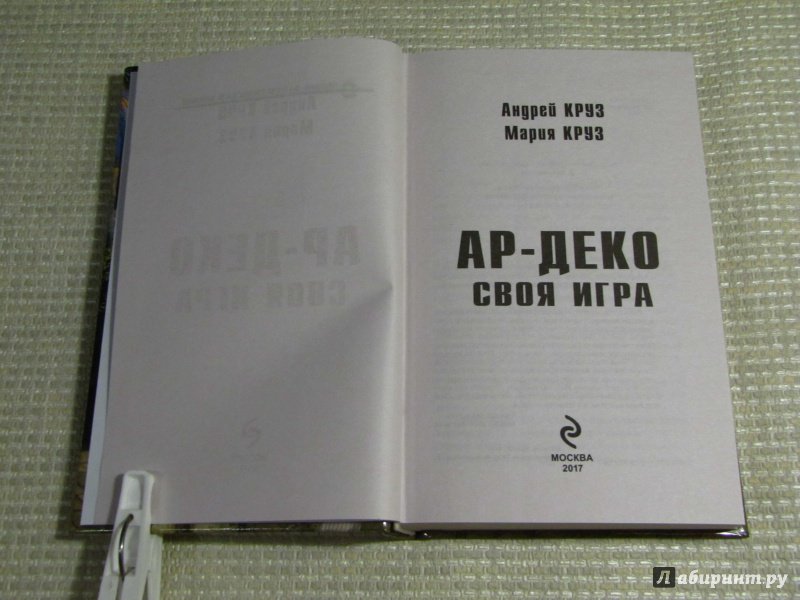 Андрей КРУЗ
Мария КРУЗ
АР-ДЕКО
СВОЯ ИГРА
МОСКВА
2017
Лабиринт.ру